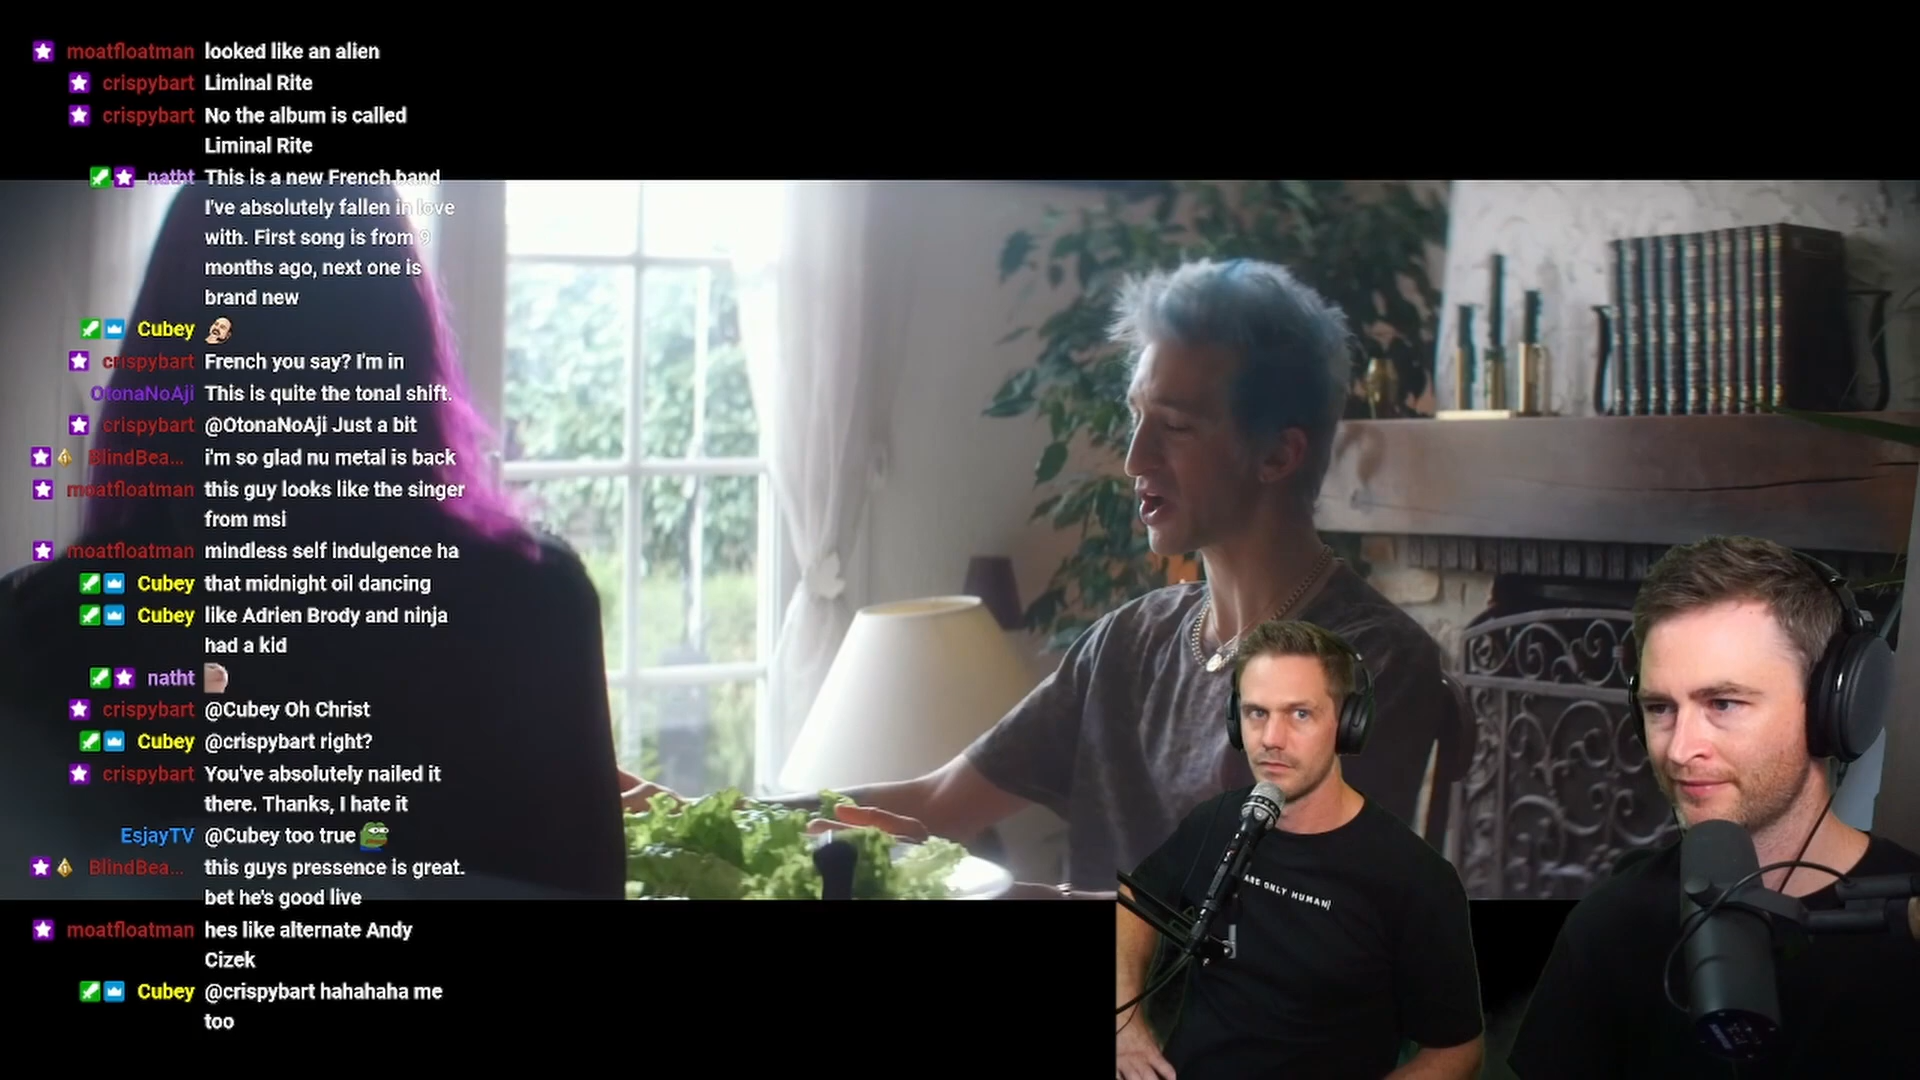 moatfloatman looked like an alien
crispybart Liminal Rite
crispybart No the album is called
Liminal Rite
natht This is a new French band
I've absolutely fallen in love
with. First song is from 9
months ago, next one is
brand new
Cubey
crispybart French you say? I'm in
OtonaNoAji This is quite the tonal shift.
crispybart @OtonaNoAji Just a bit
BlindBea... i'm so glad nu metal is back
moatfloatman this guy looks like the singer
from msi
moatfloatman mindless self indulgence ha
Cubey that midnight oil dancing
Cubey like Adrien Brody and ninja
had a kid
natht
crispybart @Cubey Oh Christ
Cubey @crispybart right?
crispybart You've absolutely nailed it
there. Thanks, I hate it
EsjayTV @Cubey too true
BlindBea... this guys pressence is great.
bet he's good live
moatfloatman hes like alternate Andy
Cizek
Cubey @crispybart hahahaha me
too
ARE ONLY HUMAN